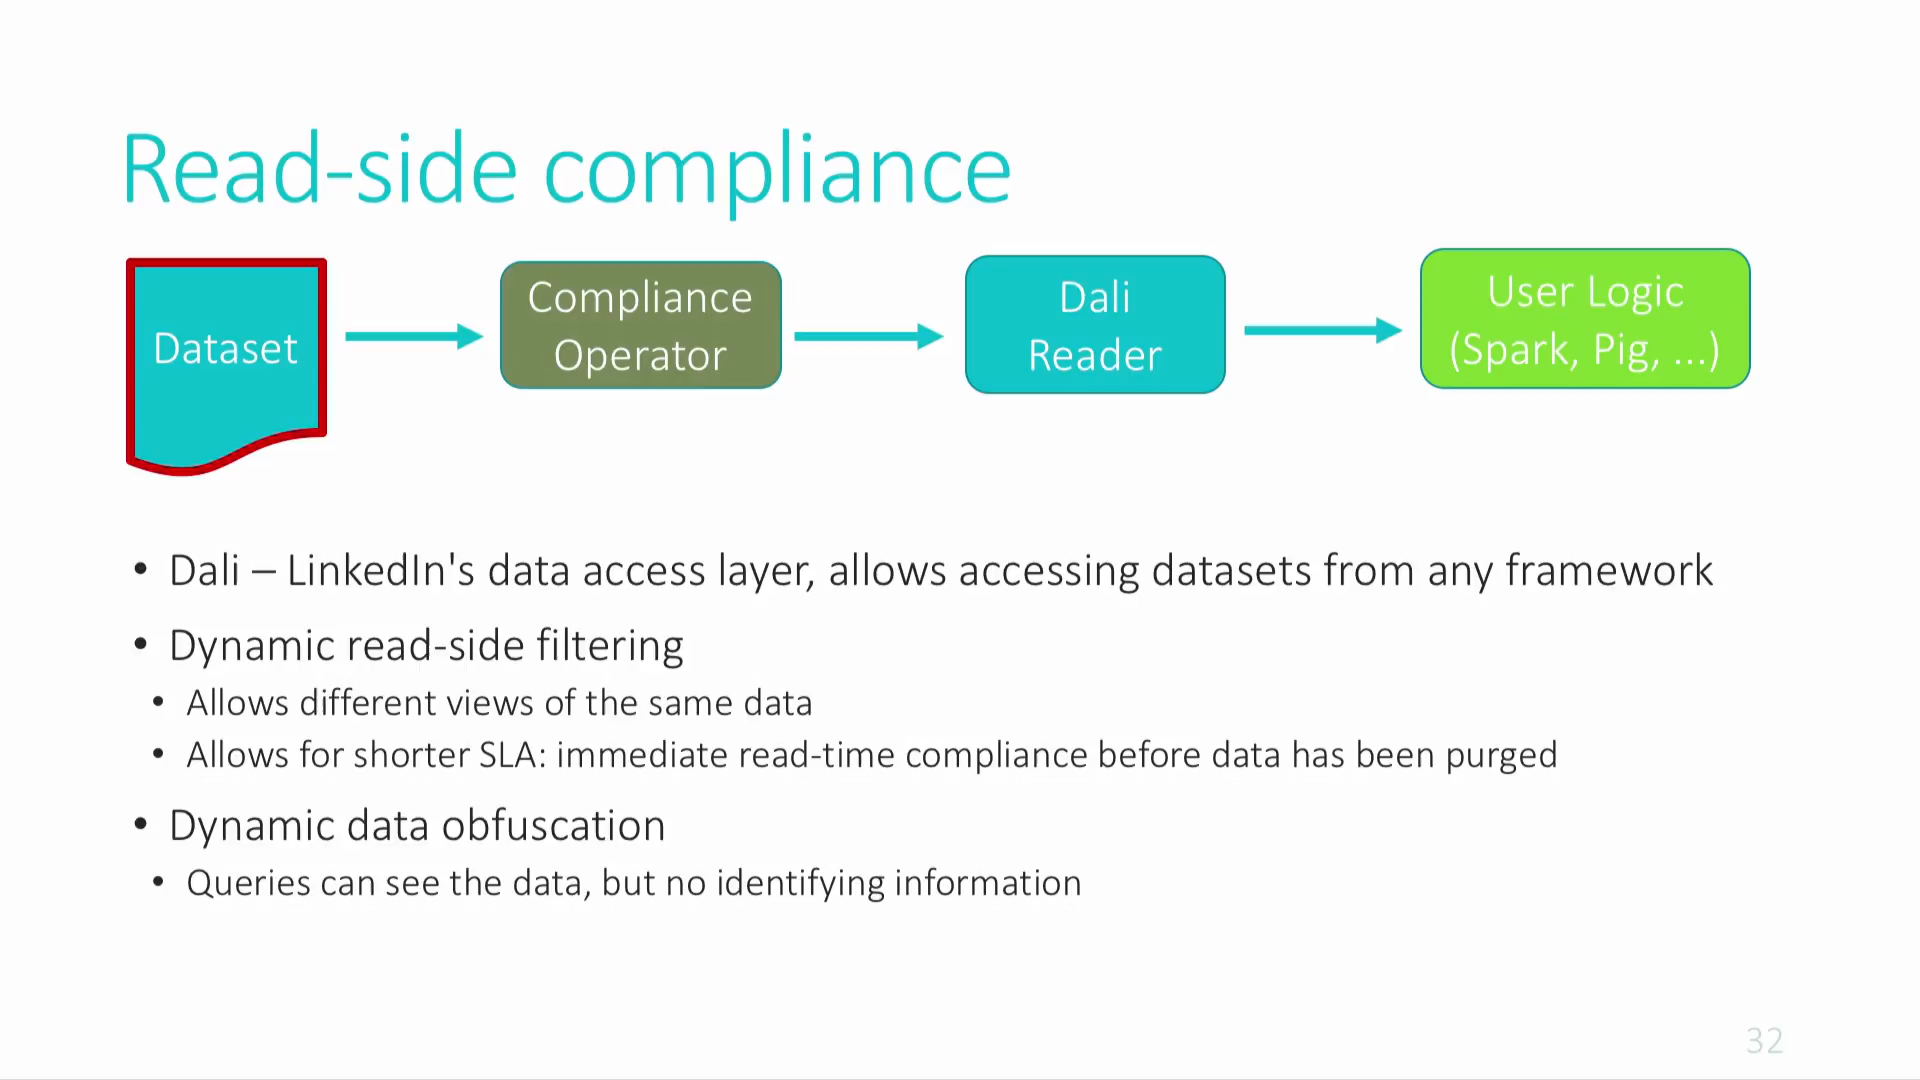 Read-side compliance
Dataset
Compliance
Operator
Dali
Reader
User Logic
(Spark, Pig, ...)
• Dali – LinkedIn's data access layer, allows accessing datasets from any framework
• Dynamic read-side filtering
• Allows different views of the same data
• Allows for shorter SLA: immediate read-time compliance before data has been purged
• Dynamic data obfuscation
• Queries can see the data, but no identifying information
32